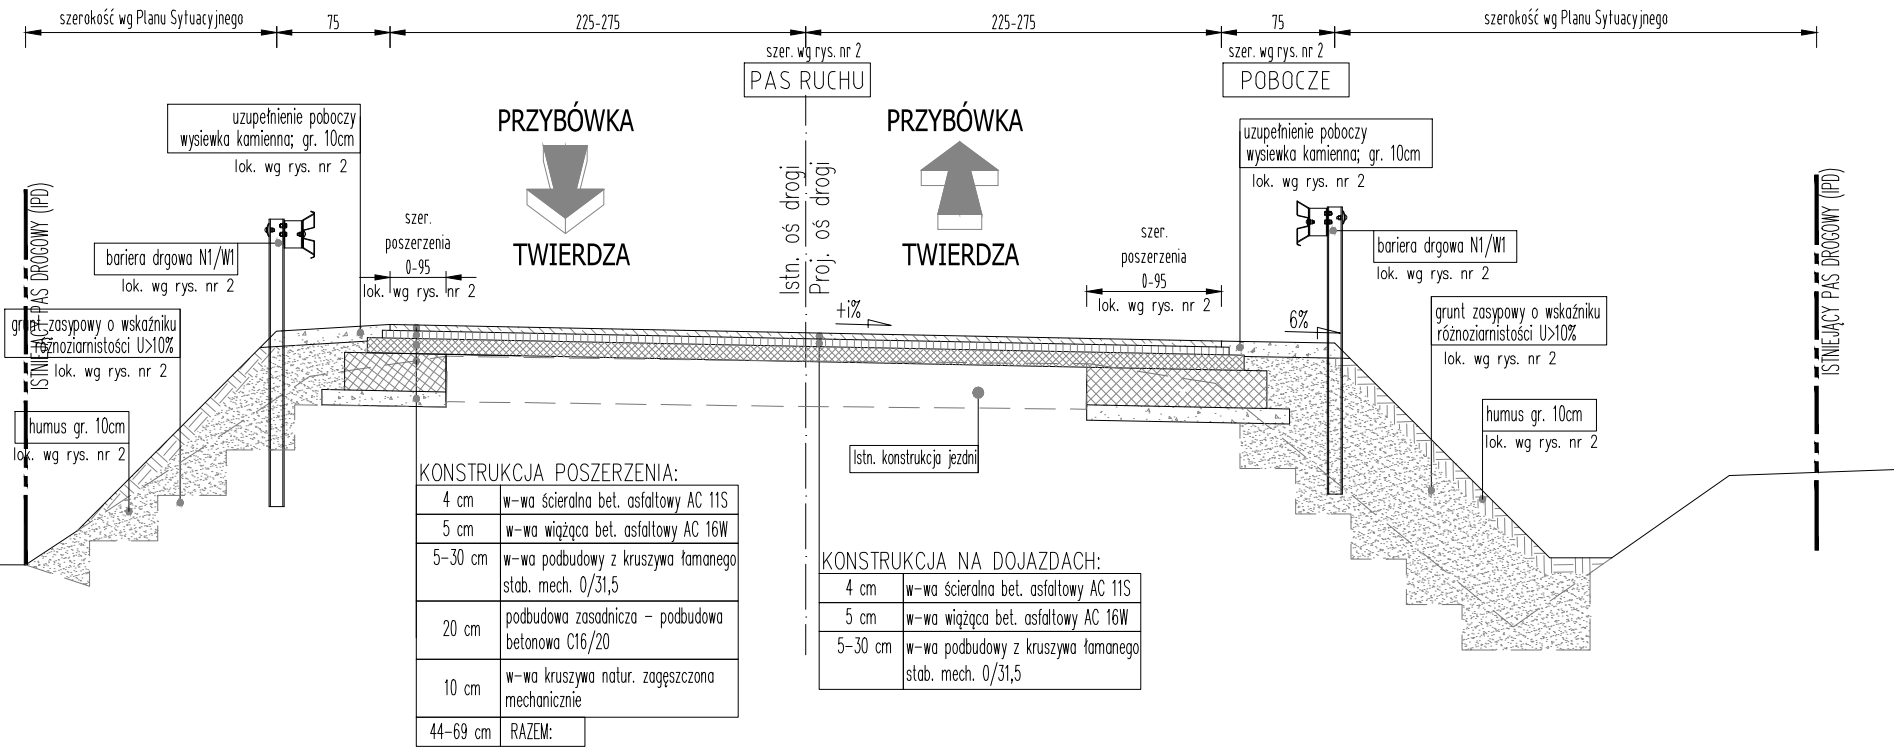 szerokość wg Planu Sytuacyjnego
75
225-275
225-275
75
szerokość wg Planu Sytuacyjnego
szer. wg rys. nr 2
PAS RUCHU
szer. wg rys. nr 2
POBOCZE
uzupełnienie poboczy
wysiewka kamienna; gr. 10cm
lok. wg rys. nr 2
PRZYBÓWKA
TWIERDZA
PRZYBÓWKA
TWIERDZA
uzupełnienie poboczy
wysiewka kamienna; gr. 10cm
lok. wg rys. nr 2
Istn. oś drogi
Proj. oś drogi
ISTNIEJĄCY PAS DROGOWY (IPD)
ISTNIEJĄCY PAS DROGOWY (IPD)
bariera drgowa N1/W1
lok. wg rys. nr 2
szer.
poszerzenia
0-95
lok. wg rys. nr 2
szer.
poszerzenia
0-95
lok. wg rys. nr 2
bariera drgowa N1/W1
lok. wg rys. nr 2
+i%
6%
grunt zasypowy o wskaźniku
różnoziarnistości U>10%
lok. wg rys. nr 2
grunt zasypowy o wskaźniku
różnoziarnistości U>10%
lok. wg rys. nr 2
humus gr. 10cm
lok. wg rys. nr 2
humus gr. 10cm
lok. wg rys. nr 2
Istn. konstrukcja jezdni
KONSTRUKCJA POSZERZENIA:
4 cm w-wa ścieralna bet. asfaltowy AC 11S
5 cm w-wa wiążąca bet. asfaltowy AC 16W
5-30 cm w-wa podbudowy z kruszywa łamanego
stab. mech. 0/31,5
20 cm podbudowa zasadnicza - podbudowa
betonowa C16/20
10 cm w-wa kruszywa natur. zagęszczona
mechanicznie
44-69 cm RAZEM:
KONSTRUKCJA NA DOJAZDACH:
4 cm w-wa ścieralna bet. asfaltowy AC 11S
5 cm w-wa wiążąca bet. asfaltowy AC 16W
5-30 cm w-wa podbudowy z kruszywa łamanego
stab. mech. 0/31,5